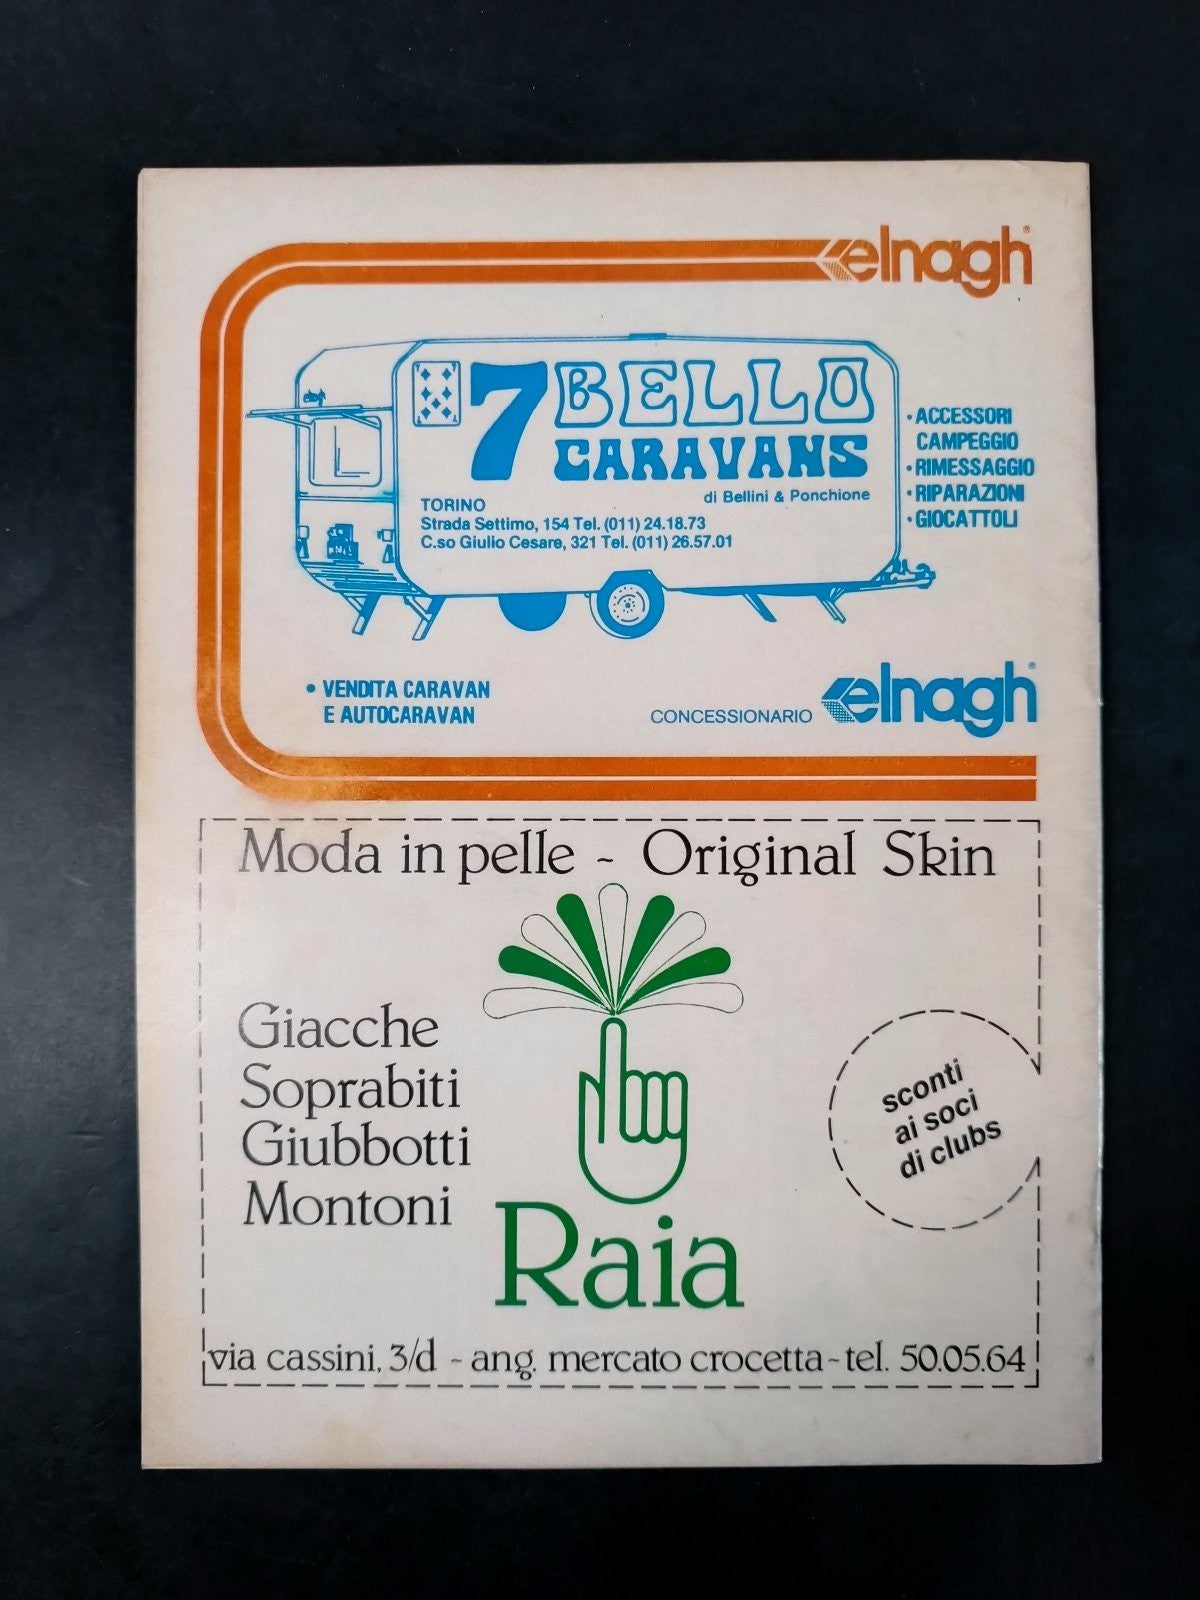 elnagh®
7 BELLO
CARAVANS
di Bellini & Ponchione
TORINO
Strada Settimo, 154 Tel. (011) 24.18.73
C.so Giulio Cesare, 321 Tel. (011) 26.57.01
• ACCESSORI
CAMPEGGIO
• RIMESSAGGIO
• RIPARAZIONI
• GIOCATTOLI
• VENDITA CARAVAN
E AUTOCARAVAN
CONCESSIONARIO elnagh®
Moda in pelle - Original Skin
Giacche
Soprabiti
Giubbotti
Montoni
sconti
ai soci
di clubs
Raia
via cassini, 3/d - ang. mercato crocetta - tel. 50.05.64